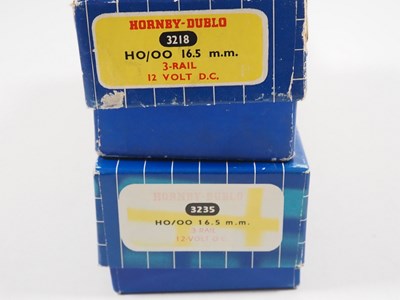 HORNBY-DUBLO
3218
HO/OO 16.5 m.m.
3-RAIL
12 VOLT D.C.
HORNBY-DUBLO
3235
HO/OO 16.5 m.m.
3-RAIL
12 VOLT D.C.